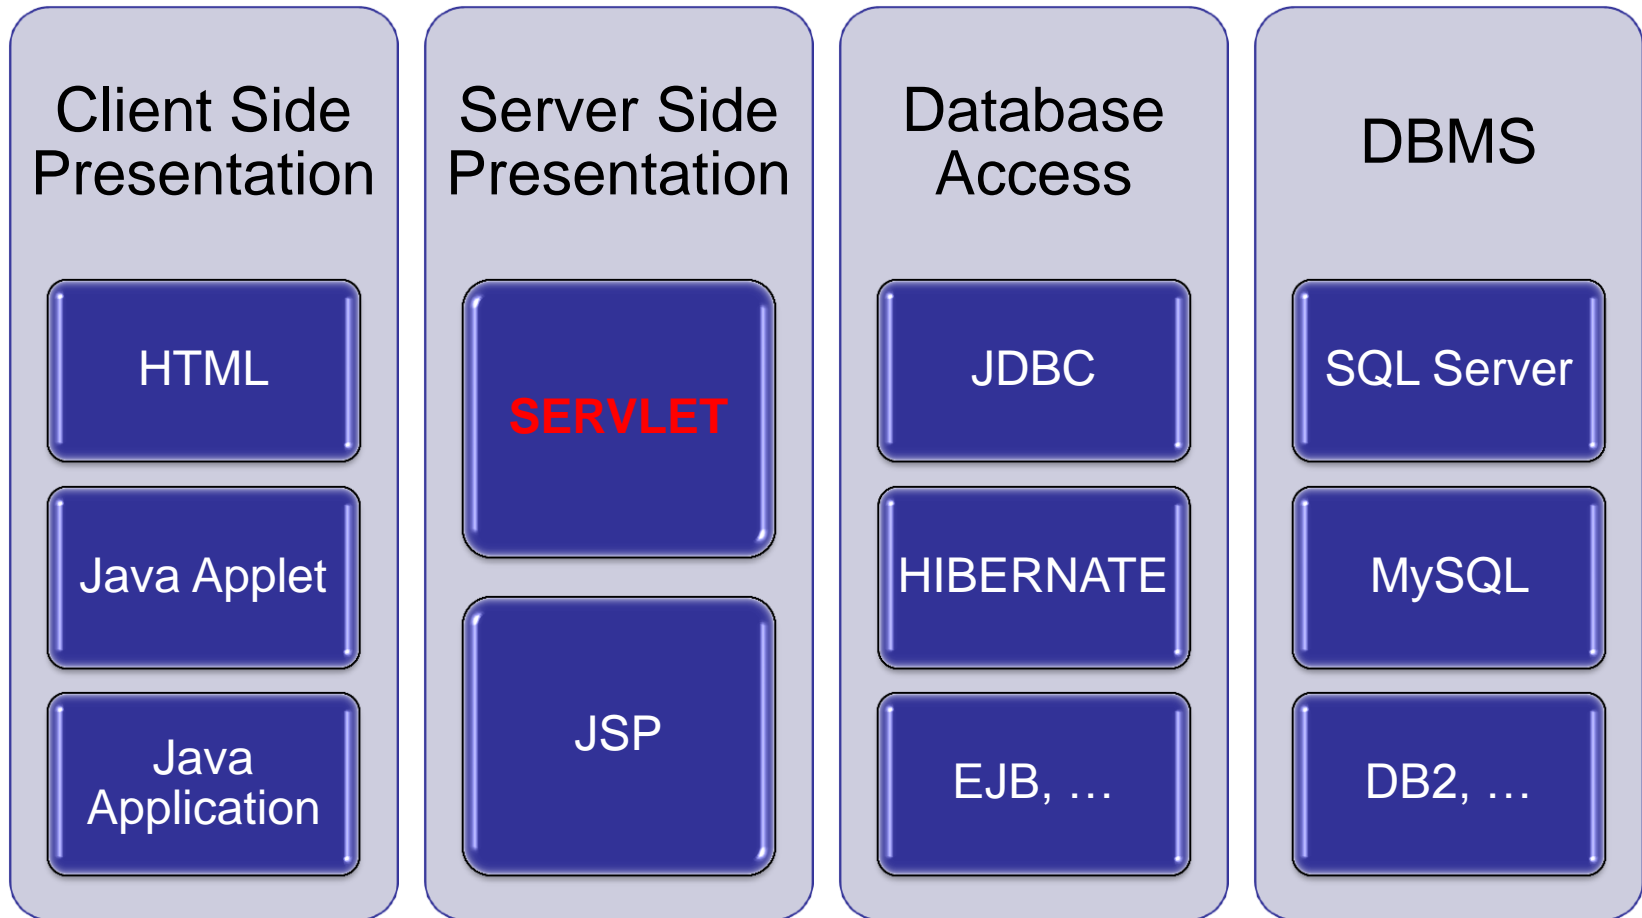 Client Side
Presentation
HTML
Java Applet
Java
Application
Server Side
Presentation
SERVLET
JSP
Database
Access
JDBC
HIBERNATE
EJB, …
DBMS
SQL Server
MySQL
DB2, …